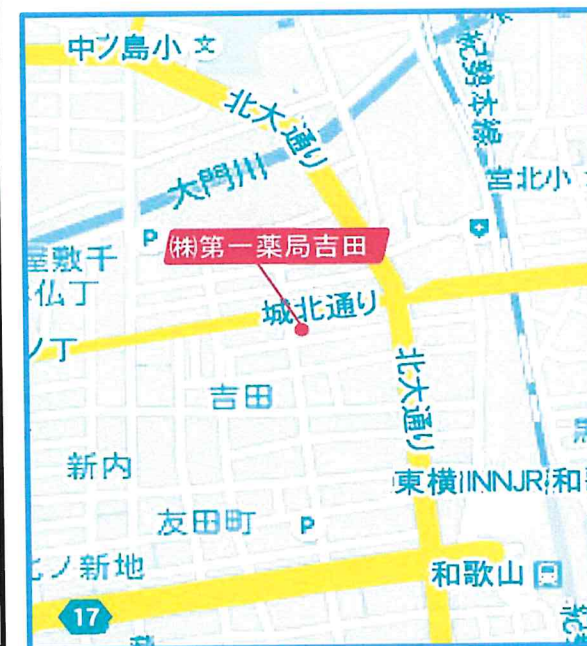 中ノ島小 文
紀勢本線
北大通り
大門川
宮北小
P
㈱第一薬局吉田
屋敷千
仏丁
城北通り
ノ丁
北大通り
吉田
新内
東横INNJR和
友田町
P
ヒノ新地
和歌山
17